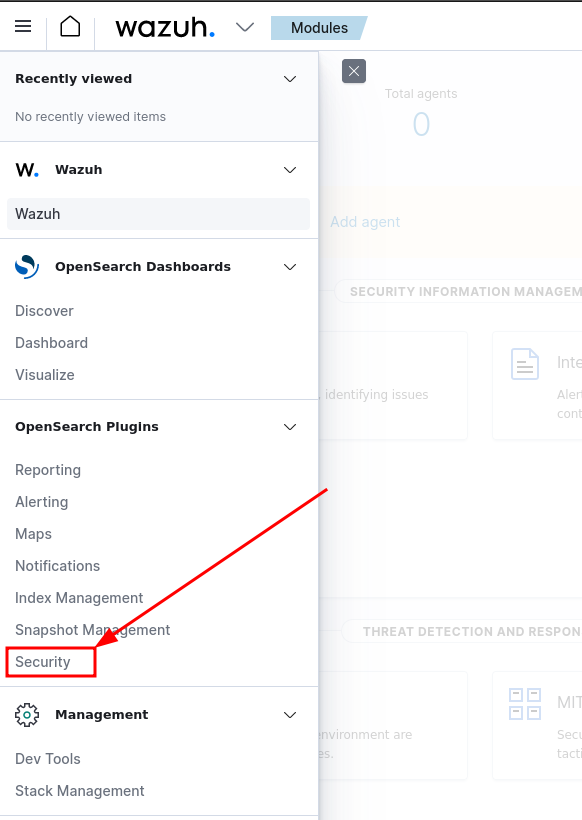 wazuh.
Modules
Recently viewed
No recently viewed items
W.
Wazuh
Wazuh
OpenSearch Dashboards
Discover
Dashboard
Visualize
OpenSearch Plugins
Reporting
Alerting
Maps
Notifications
Index Management
Snapshot Management
Security
Management
Dev Tools
Stack Management
Total agents
0
Add agent
SECURITY INFORMATION MANAGEM
, identifying issues
Inte
Alert
cont
THREAT DETECTION AND RESPON
nvironment are
es.
MIT
Secu
tacti